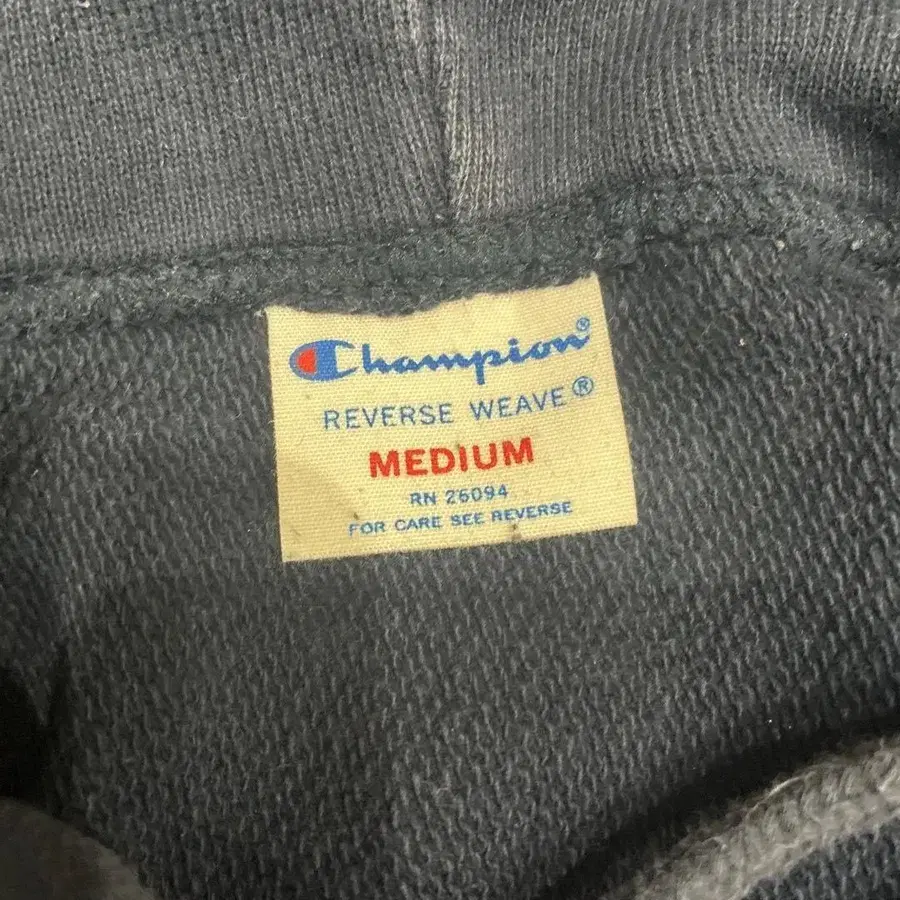 Champion®
REVERSE WEAVE®
MEDIUM
RN 26094
FOR CARE SEE REVERSE